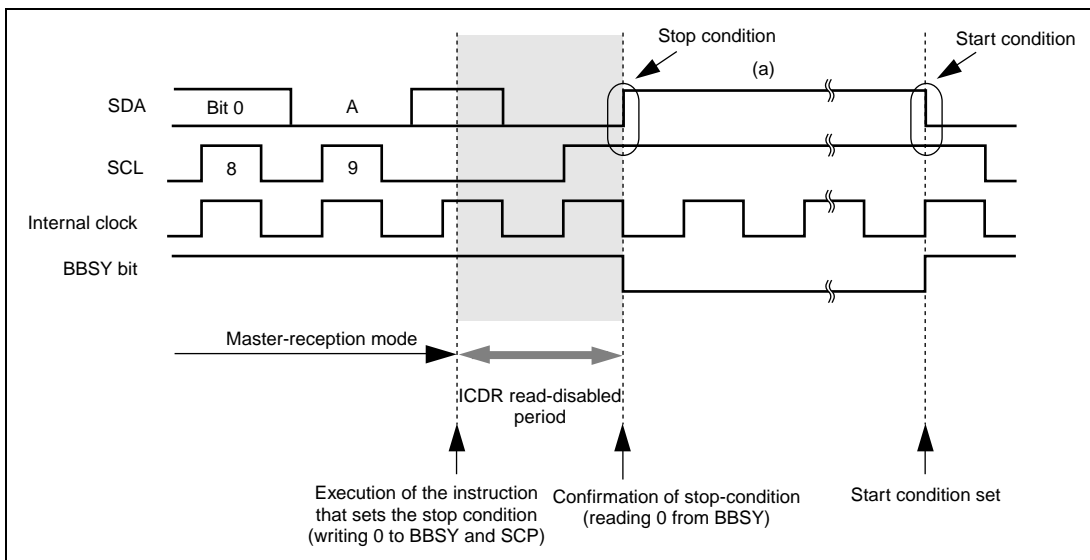 Stop condition
Start condition
(a)
SDA
Bit 0
A
SCL
8
9
Internal clock
BBSY bit
Master-reception mode
ICDR read-disabled
period
Execution of the instruction
that sets the stop condition
(writing 0 to BBSY and SCP)
Confirmation of stop-condition
(reading 0 from BBSY)
Start condition set